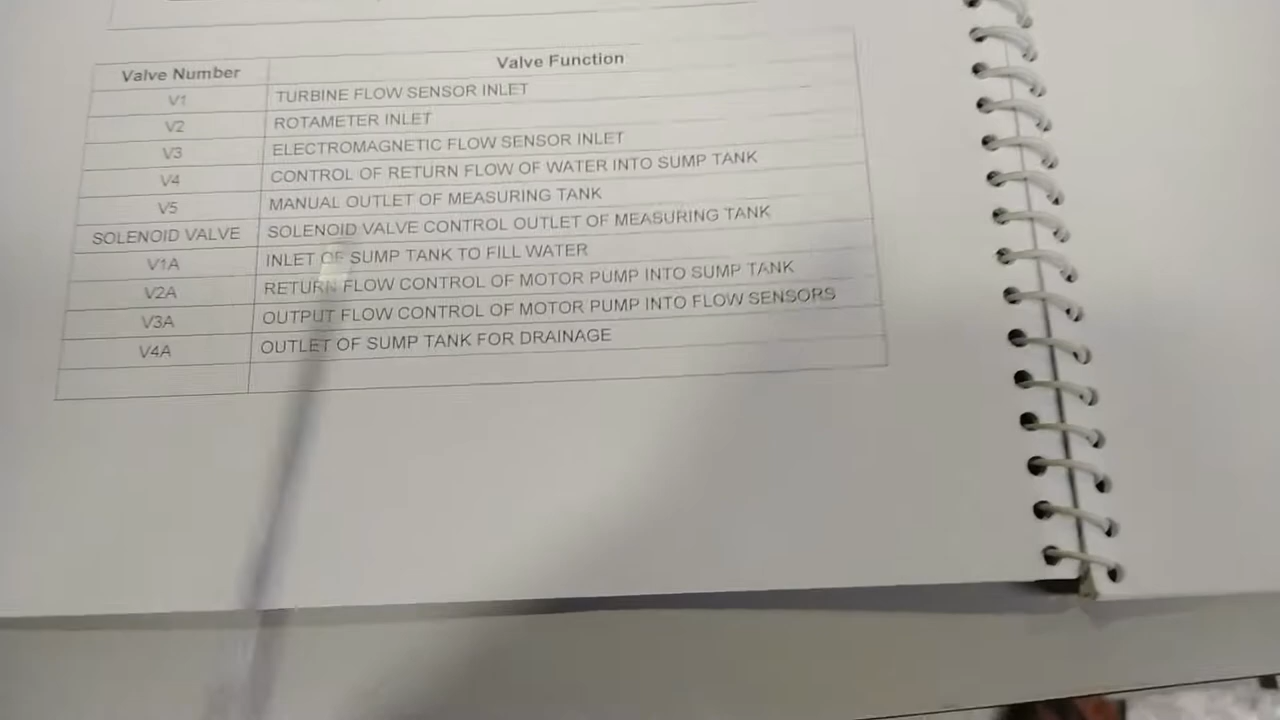 Valve Number Valve Function
V1 TURBINE FLOW SENSOR INLET
V2 ROTAMETER INLET
V3 ELECTROMAGNETIC FLOW SENSOR INLET
V4 CONTROL OF RETURN FLOW OF WATER INTO SUMP TANK
V5 MANUAL OUTLET OF MEASURING TANK
SOLENOID VALVE SOLENOID VALVE CONTROL OUTLET OF MEASURING TANK
V1A INLET OF SUMP TANK TO FILL WATER
V2A RETURN FLOW CONTROL OF MOTOR PUMP INTO SUMP TANK
V3A OUTPUT FLOW CONTROL OF MOTOR PUMP INTO FLOW SENSORS
V4A OUTLET OF SUMP TANK FOR DRAINAGE